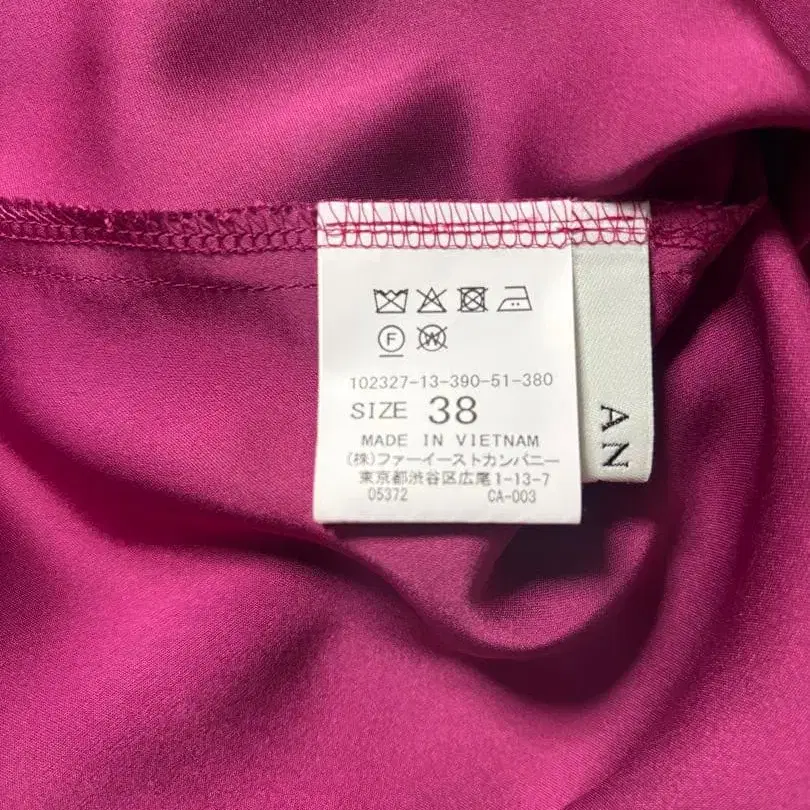 F W
102327-13-390-51-380
SIZE 38
MADE IN VIETNAM
(株)ファーイーストカンパニー
東京都渋谷区広尾1-13-7
05372 CA-003
AN